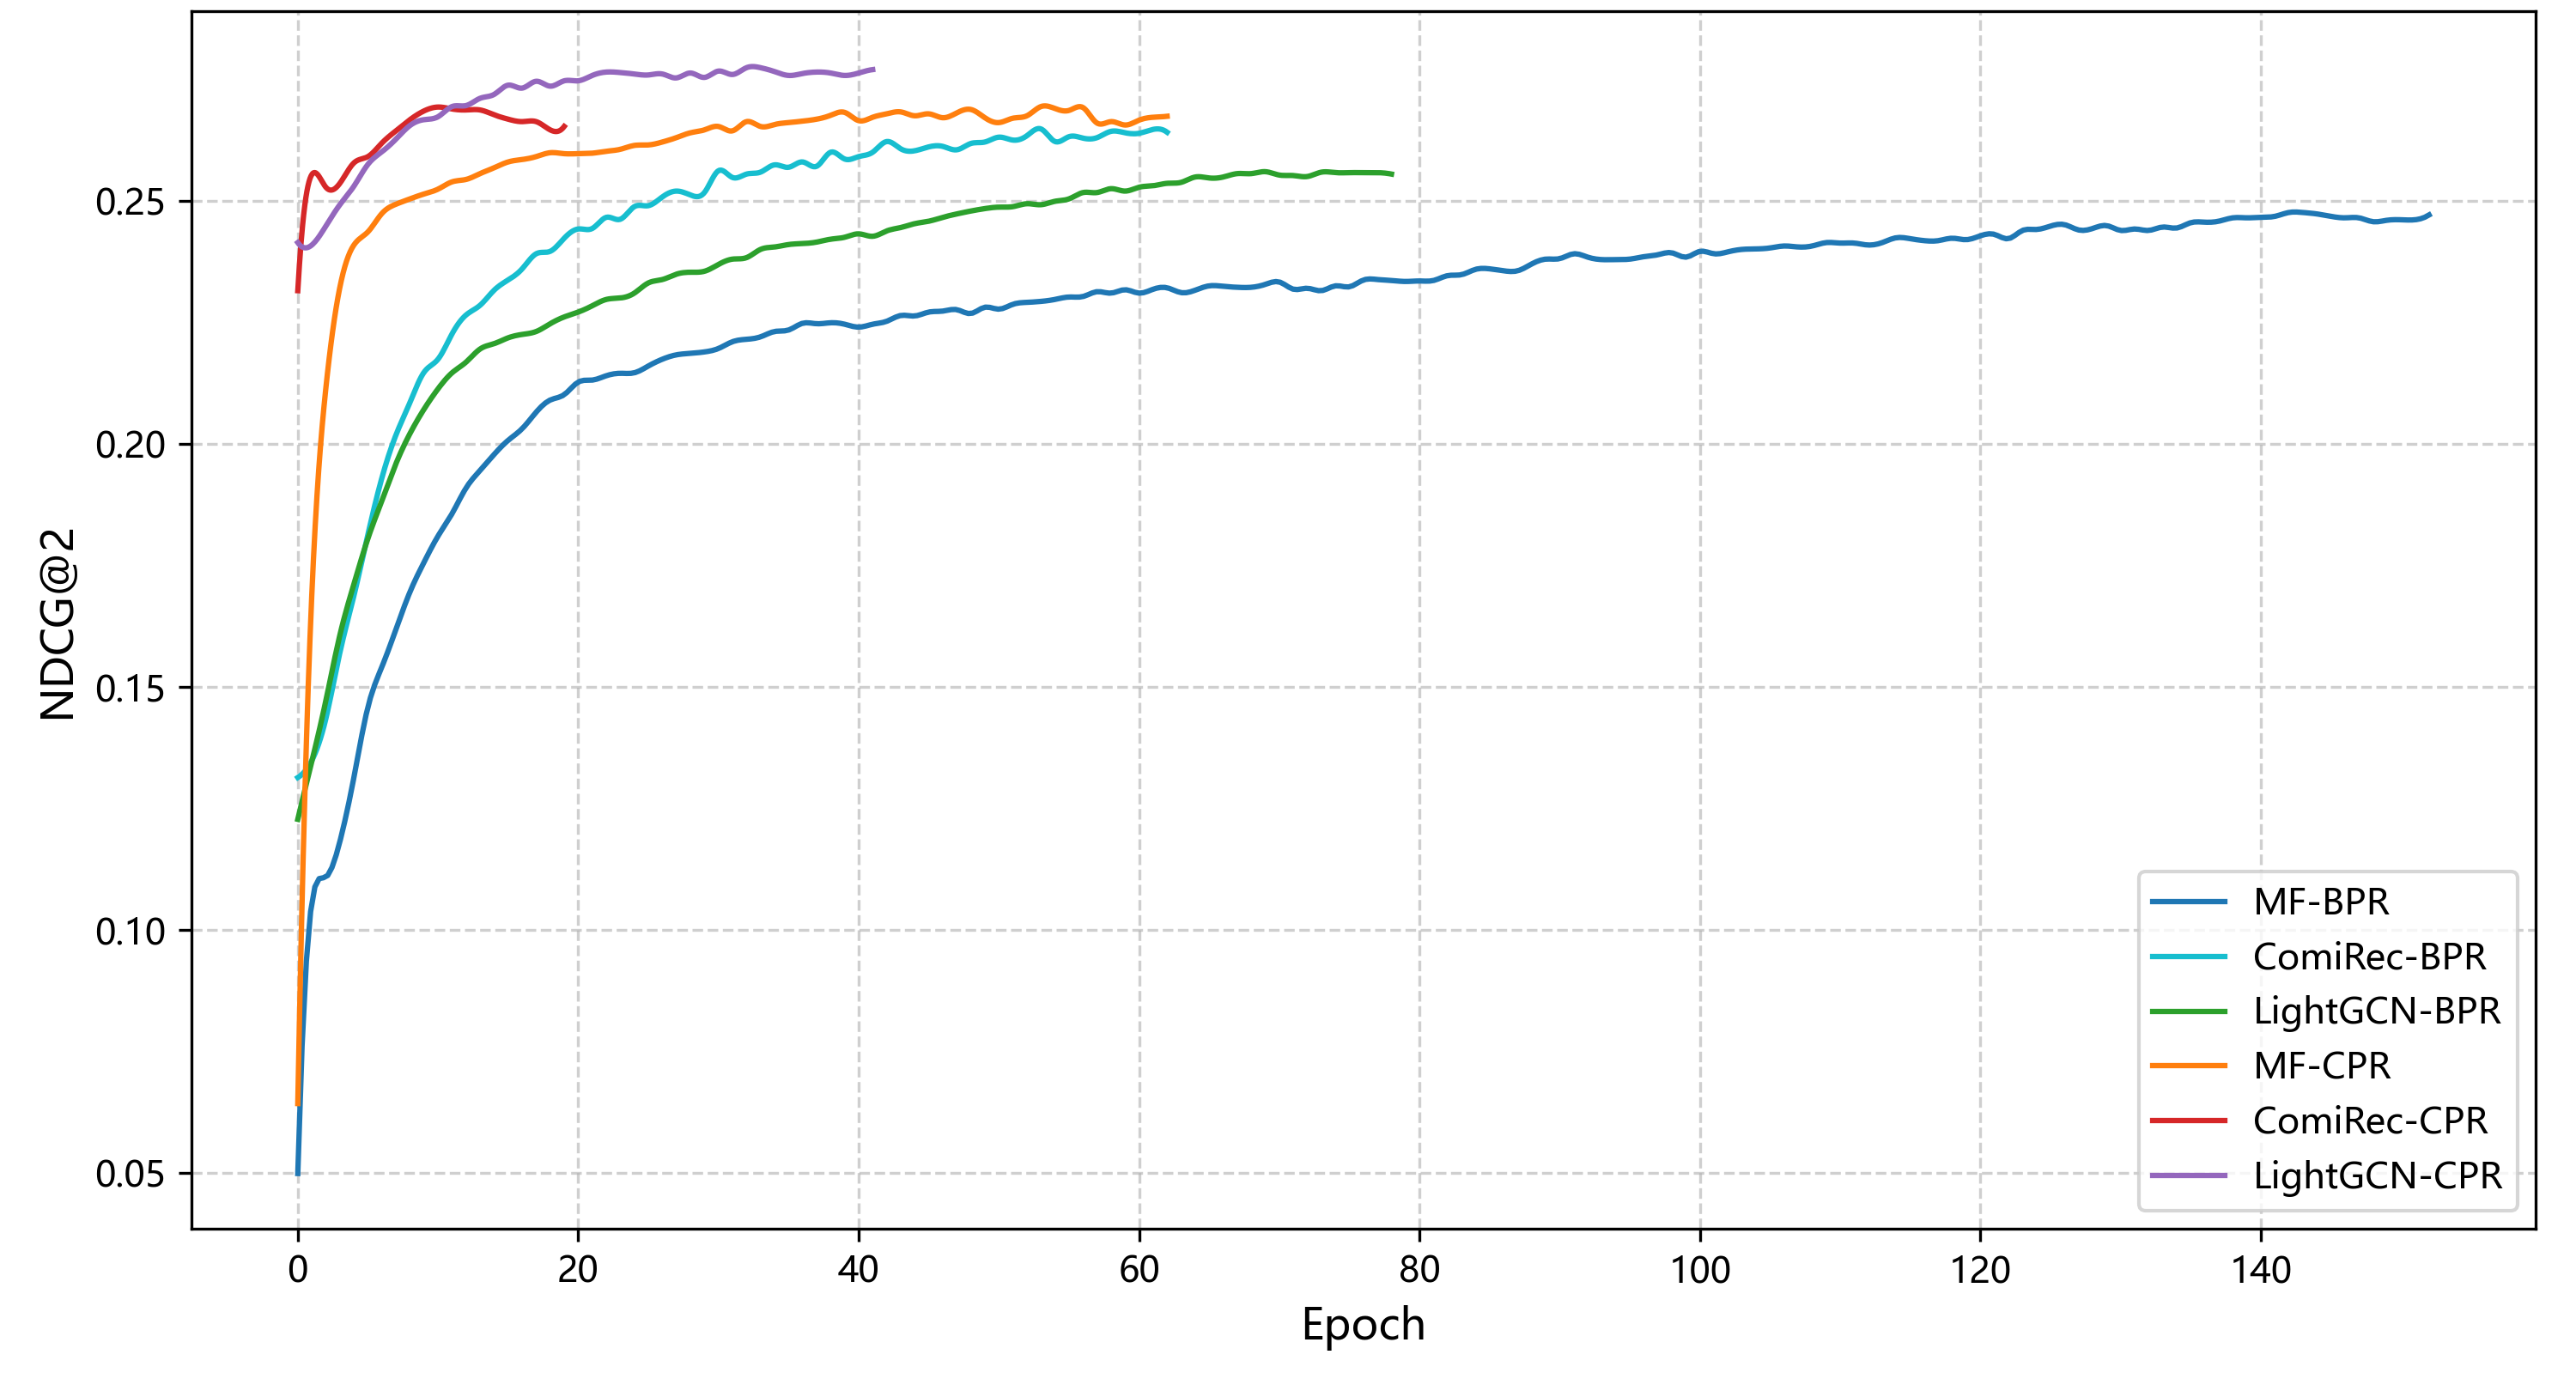 NDCG@2
0.25
0.20
0.15
0.10
0.05
0 20 40 60 80 100 120 140
Epoch
MF-BPR
ComiRec-BPR
LightGCN-BPR
MF-CPR
ComiRec-CPR
LightGCN-CPR